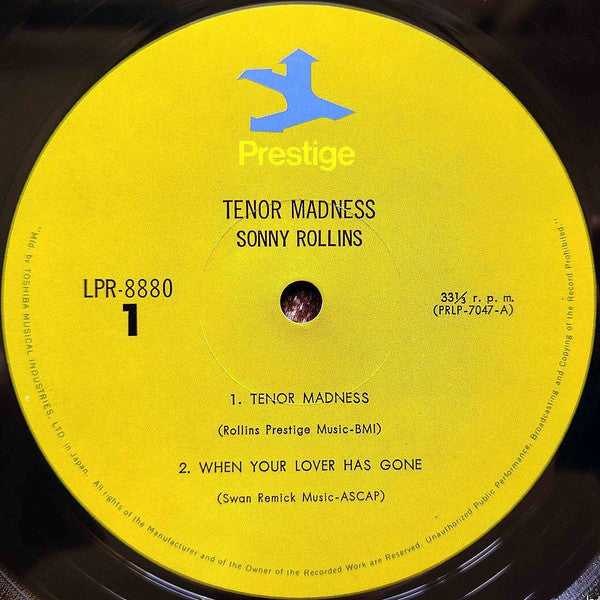 Prestige
TENOR MADNESS
SONNY ROLLINS
LPR-8880
1
33⅓ r. p. m.
(PRLP-7047-A)
1. TENOR MADNESS
(Rollins Prestige Music-BMI)
2. WHEN YOUR LOVER HAS GONE
(Swan Remick Music-ASCAP)
"Mfd. by TOSHIBA MUSICAL INDUSTRIES, LTD. in Japan. All rights of the Manufacturer and of the Owner of the Recorded Work are Reserved. Unauthorized Public Performance, Broadcasting and Copying of the Record Prohibited"